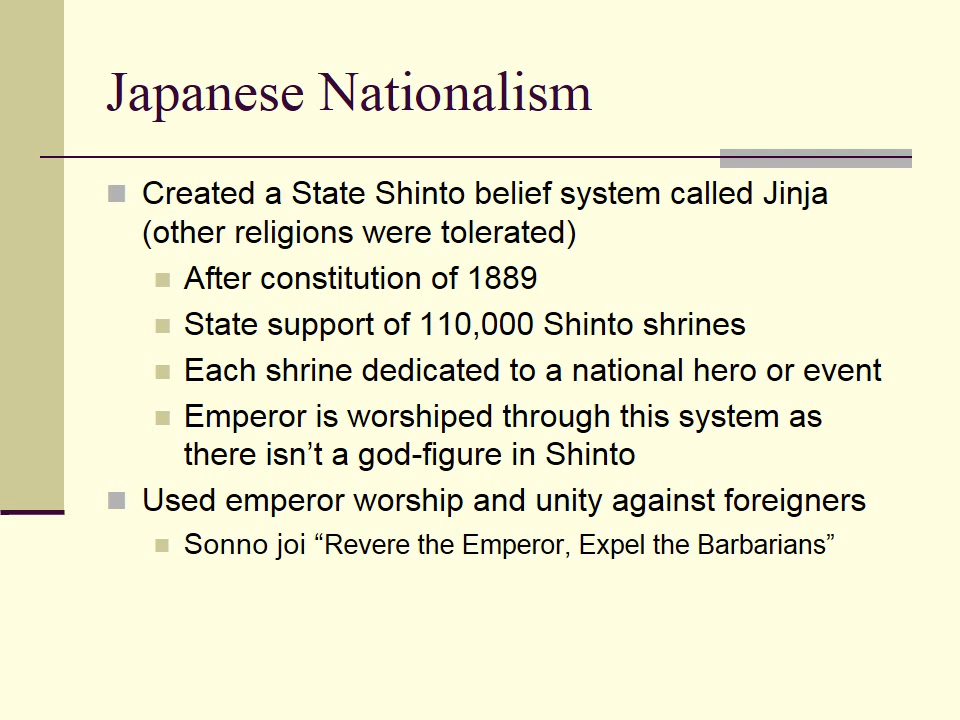 Japanese Nationalism
Created a State Shinto belief system called Jinja
(other religions were tolerated)
After constitution of 1889
State support of 110,000 Shinto shrines
Each shrine dedicated to a national hero or event
Emperor is worshiped through this system as
there isn’t a god-figure in Shinto
Used emperor worship and unity against foreigners
Sonno joi “Revere the Emperor, Expel the Barbarians”